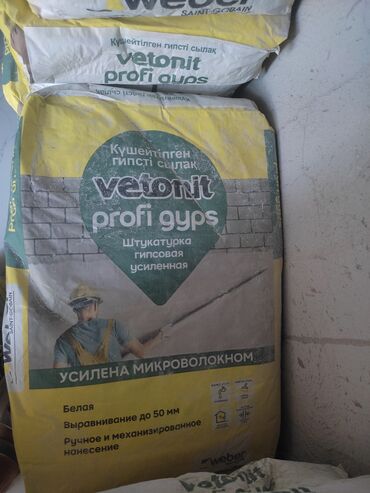 weber
SAINT-GOBAIN
Күшейтілген гипсті сылақ
vetonit
profi gyps
Күшейтілген
гипсті сылақ
vetonit
profi gyps
Штукатурка
гипсовая
усиленная
УСИЛЕНА МИКРОВОЛОКНОМ
Белая
Выравнивание до 50 мм
Ручное и механизированное
нанесение
weber